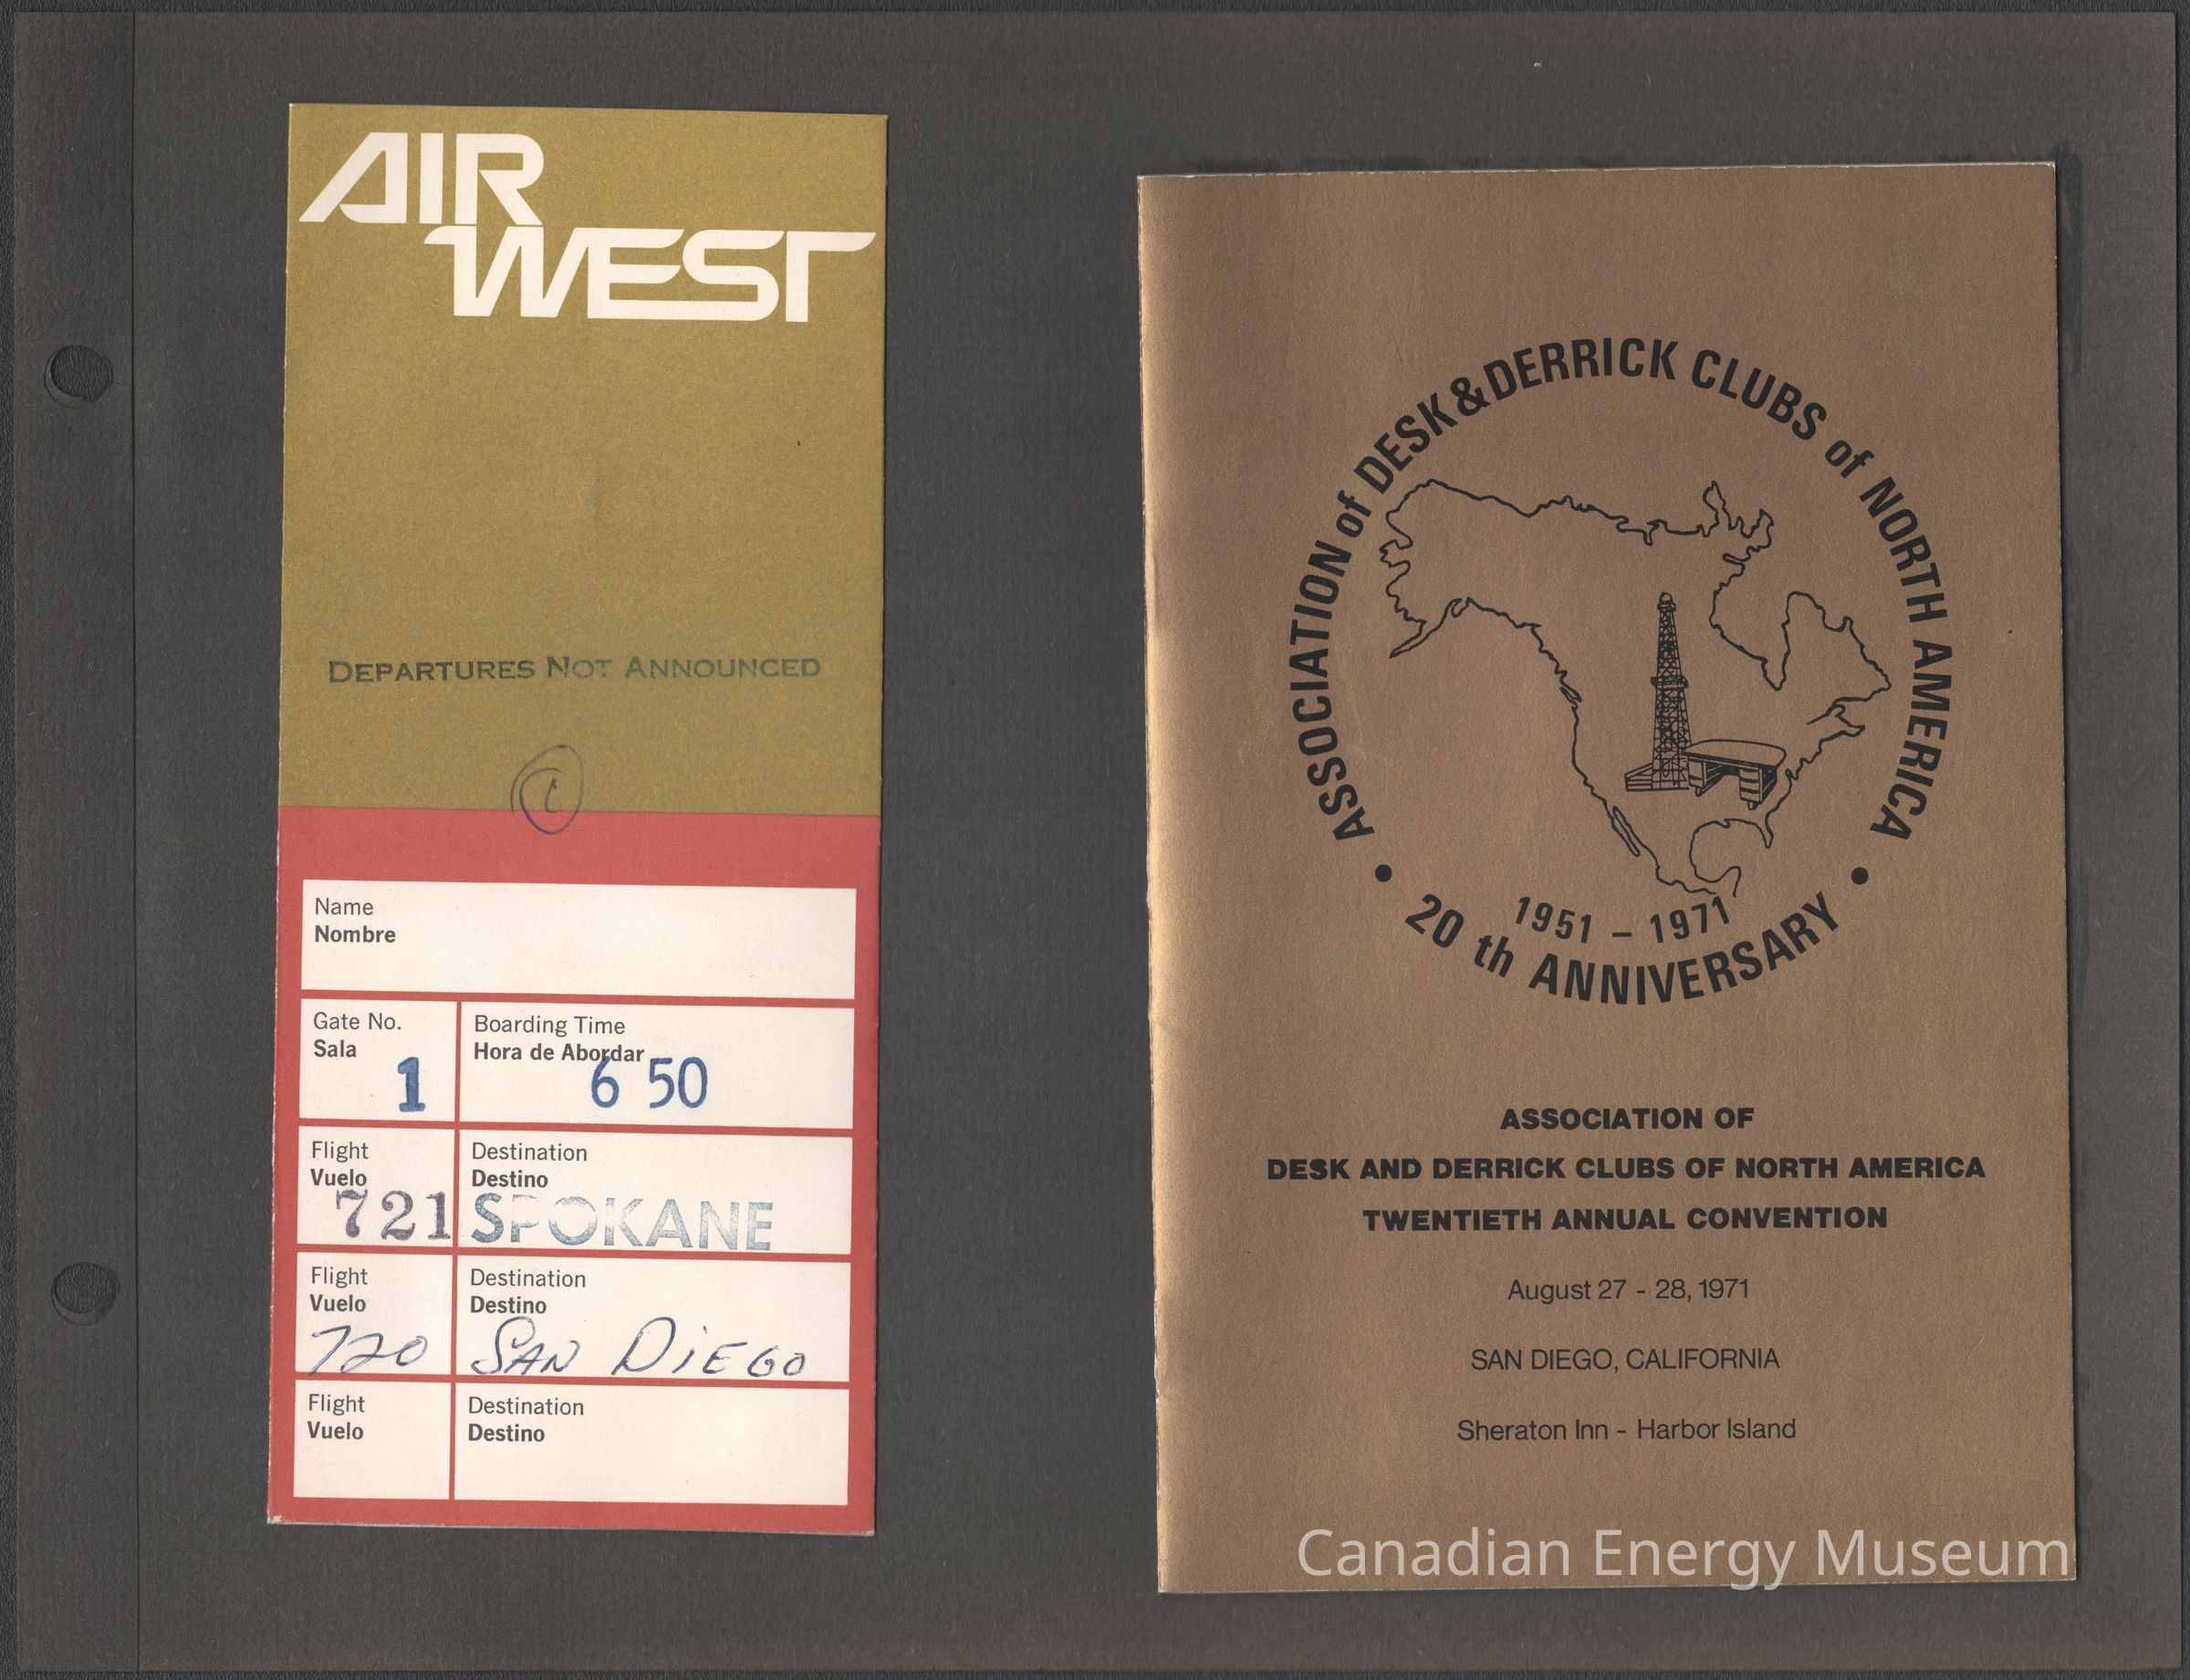 AIR
WEST
DEPARTURES NOT ANNOUNCED
Name
Nombre
Gate No.
Sala
1
Boarding Time
Hora de Abordar
6 50
Flight
Vuelo
721
Destination
Destino
SPOKANE
Flight
Vuelo
720
Destination
Destino
SAN DiEGO
Flight
Vuelo
Destination
Destino
ASSOCIATION of DESK & DERRICK CLUBS of NORTH AMERICA
1951 – 1971
• 20 th ANNIVERSARY •
ASSOCIATION OF
DESK AND DERRICK CLUBS OF NORTH AMERICA
TWENTIETH ANNUAL CONVENTION
August 27 - 28, 1971
SAN DIEGO, CALIFORNIA
Sheraton Inn - Harbor Island
Canadian Energy Museum